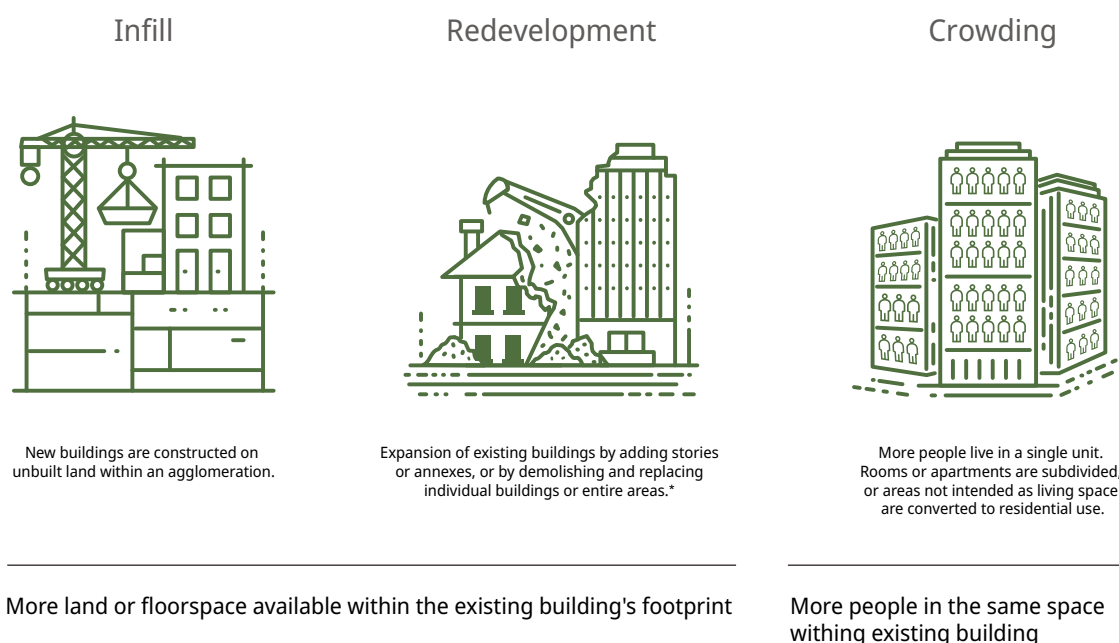 Infill
Redevelopment
Crowding
New buildings are constructed on
unbuilt land within an agglomeration.
Expansion of existing buildings by adding stories
or annexes, or by demolishing and replacing
individual buildings or entire areas.*
More people live in a single unit.
Rooms or apartments are subdivided,
or areas not intended as living space
are converted to residential use.
More land or floorspace available within the existing building's footprint
More people in the same space
withing existing building